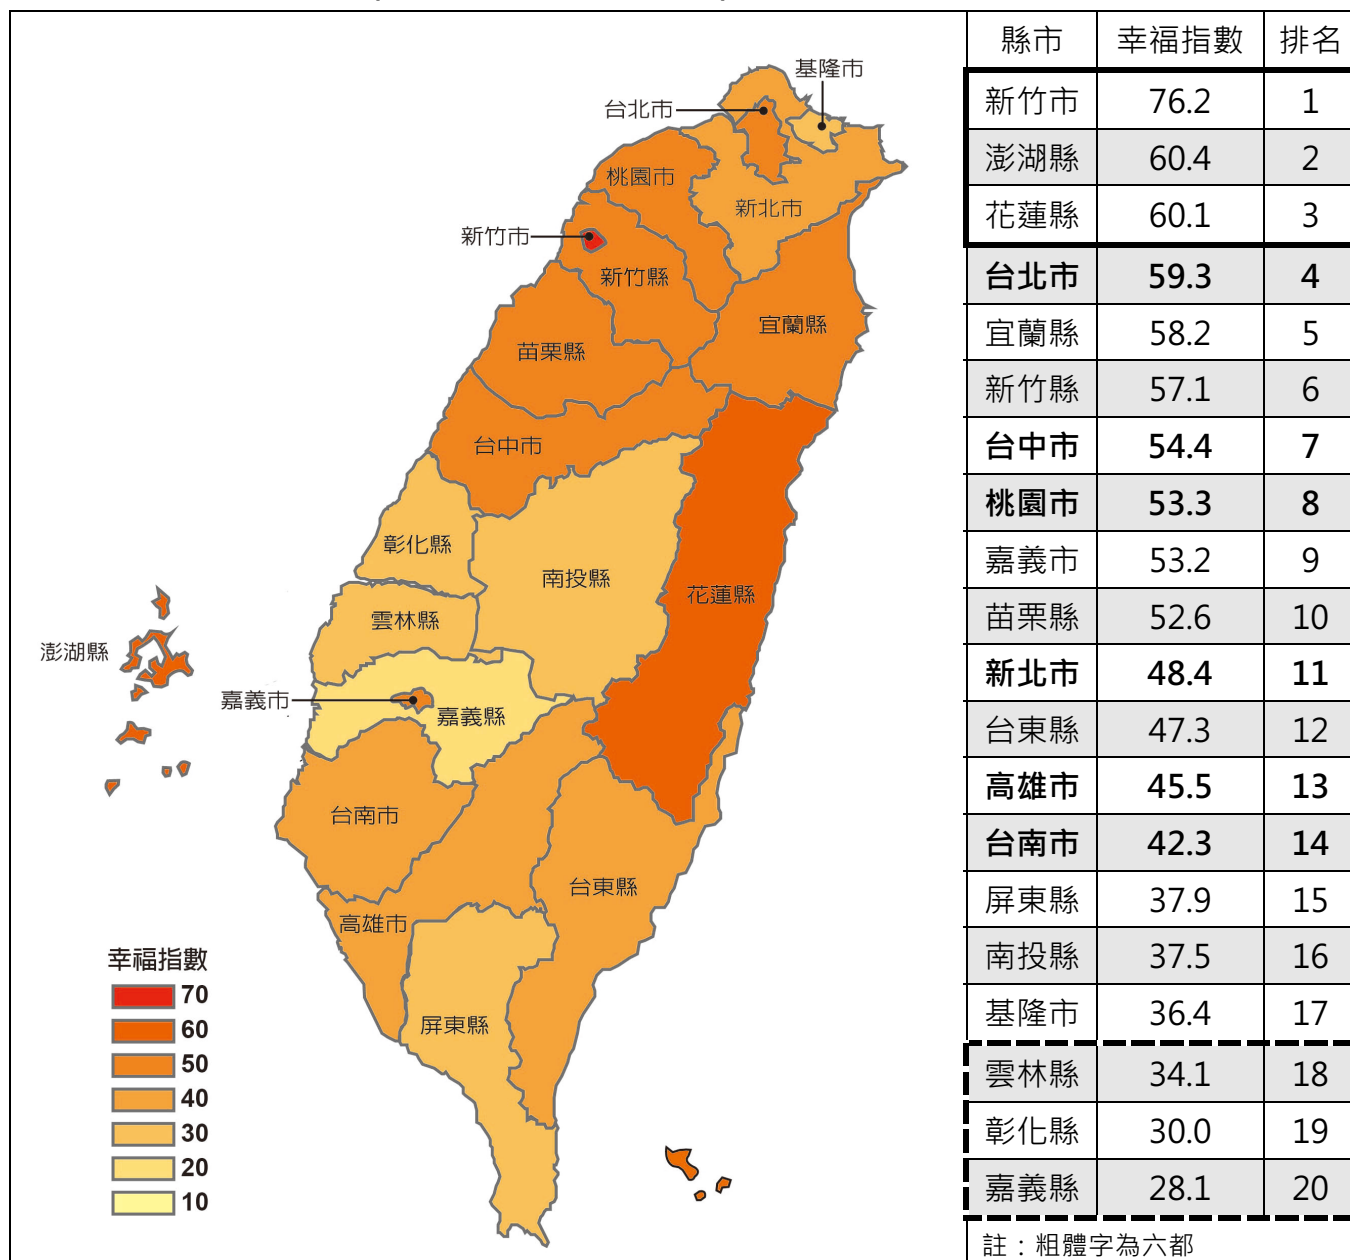 基隆市
台北市
桃園市
新北市
新竹市
新竹縣
宜蘭縣
苗栗縣
台中市
彰化縣
南投縣
花蓮縣
雲林縣
澎湖縣
嘉義市
嘉義縣
台南市
台東縣
高雄市
屏東縣
幸福指數
70
60
50
40
30
20
10
縣市 幸福指數 排名
新竹市 76.2 1
澎湖縣 60.4 2
花蓮縣 60.1 3
台北市 59.3 4
宜蘭縣 58.2 5
新竹縣 57.1 6
台中市 54.4 7
桃園市 53.3 8
嘉義市 53.2 9
苗栗縣 52.6 10
新北市 48.4 11
台東縣 47.3 12
高雄市 45.5 13
台南市 42.3 14
屏東縣 37.9 15
南投縣 37.5 16
基隆市 36.4 17
雲林縣 34.1 18
彰化縣 30.0 19
嘉義縣 28.1 20
註：粗體字為六都